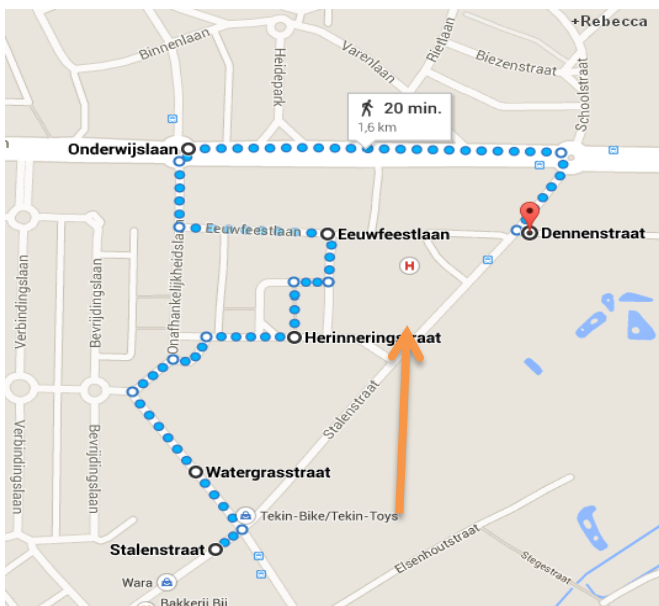 +Rebecca
Binnenlaan
Heidepark
Varenlaan
Rietlaan
Biezenstraat
Schoolstraat
20 min.
1,6 km
Onderwijslaan
n
Eeuwfeestlaan
Eeuwfeestlaan
Dennenstraat
H
Onafhankelijkheidslaan
Verbindingslaan
Bevrijdingslaan
Herinneringstraat
Stalenstraat
Verbindingslaan
Bevrijdingslaan
Watergrasstraat
Tekin-Bike/Tekin-Toys
Stalenstraat
Elsenhoutstraat
Stegestraat
Wara
Bakkerij Bij